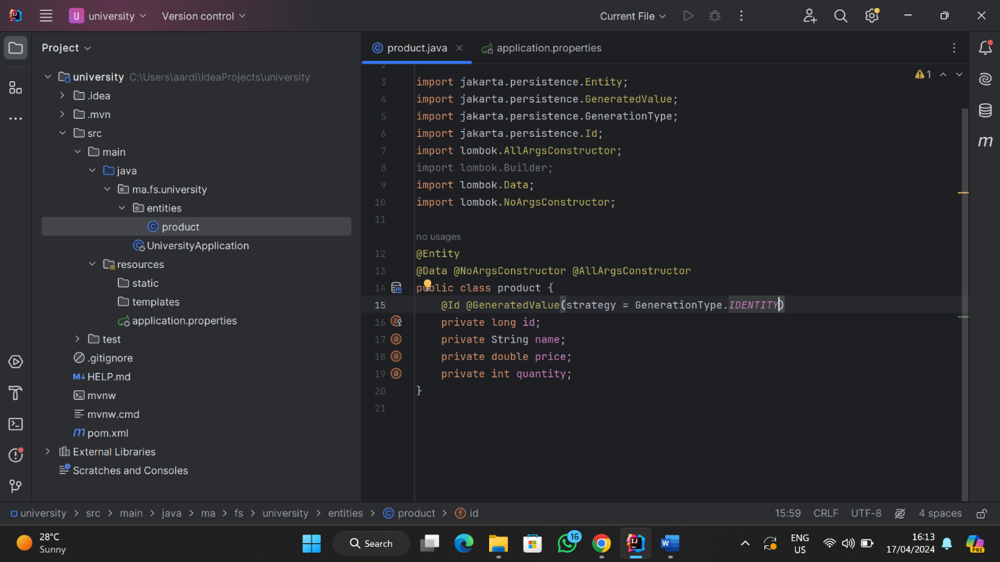 U university Version control Current File
Project
university C:\Users\aardi\IdeaProjects\university
.idea
.mvn
src
main
java
ma.fs.university
entities
product
UniversityApplication
resources
static
templates
application.properties
test
.gitignore
M↓ HELP.md
mvnw
mvnw.cmd
m pom.xml
External Libraries
Scratches and Consoles
product.java application.properties
1
2
3 import jakarta.persistence.Entity;
4 import jakarta.persistence.GeneratedValue;
5 import jakarta.persistence.GenerationType;
6 import jakarta.persistence.Id;
7 import lombok.AllArgsConstructor;
8 import lombok.Builder;
9 import lombok.Data;
10 import lombok.NoArgsConstructor;
11
no usages
12 @Entity
13 @Data @NoArgsConstructor @AllArgsConstructor
14 public class product {
15 @Id @GeneratedValue(strategy = GenerationType.IDENTITY)
16 private long id;
17 private String name;
18 private double price;
19 private int quantity;
20 }
21
m
university > src > main > java > ma > fs > university > entities > product > id 15:59 CRLF UTF-8 4 spaces
28°C
Sunny
Search
16
ENG
US
16:13
17/04/2024
PRE